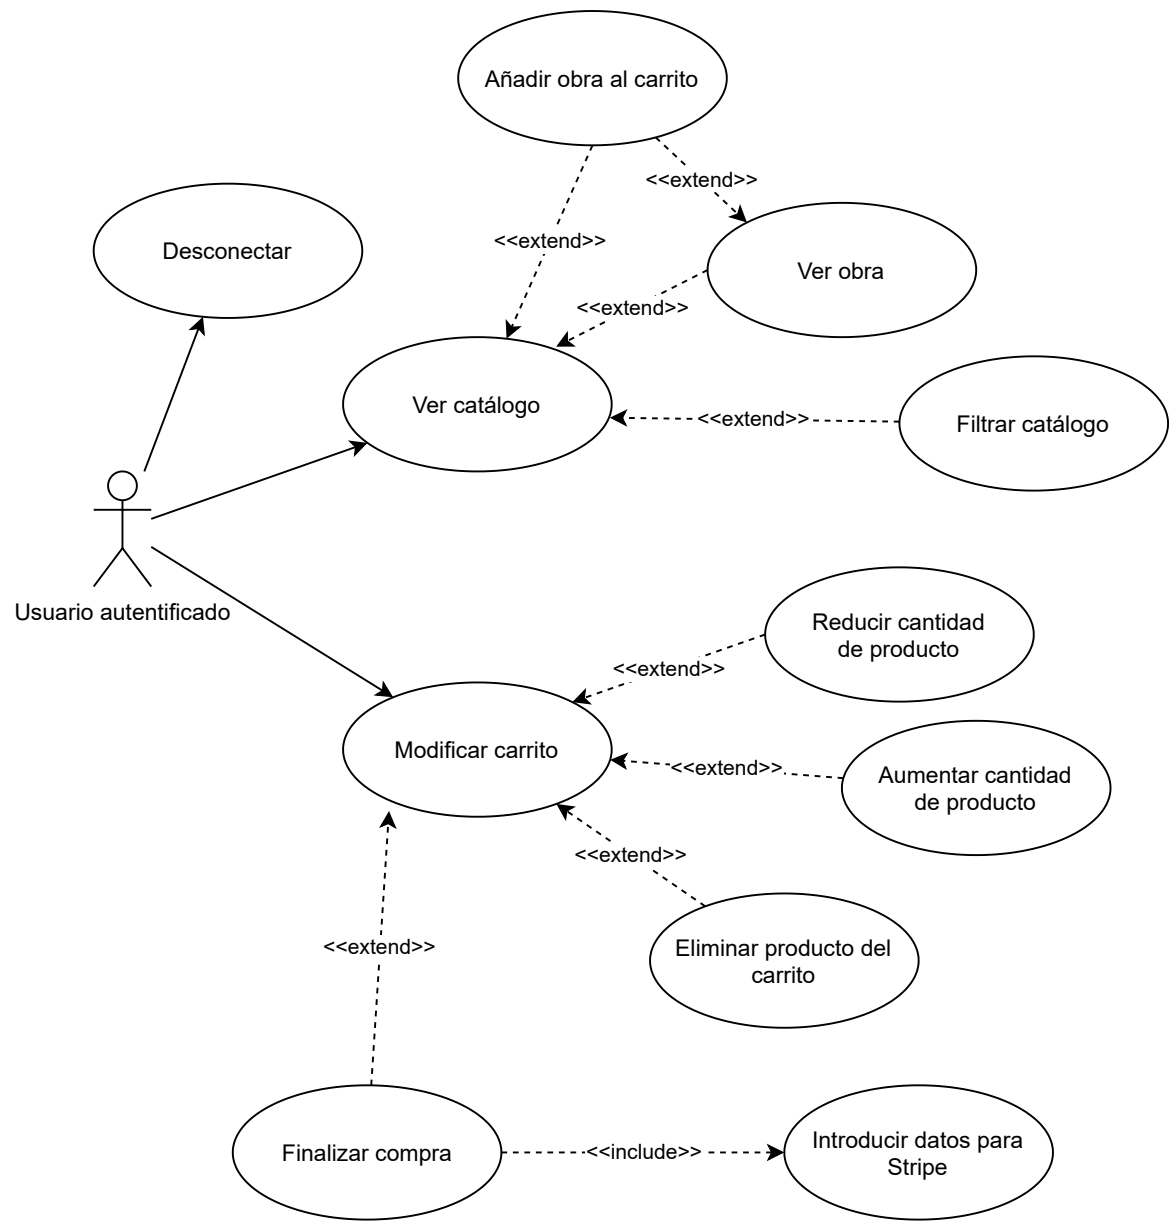 Añadir obra al carrito
<<extend>>
Desconectar
<<extend>>
Ver obra
<<extend>>
Ver catálogo
<<extend>>
Filtrar catálogo
Usuario autentificado
Reducir cantidad
de producto
<<extend>>
Modificar carrito
<<extend>>
Aumentar cantidad
de producto
<<extend>>
Eliminar producto del
carrito
<<extend>>
Finalizar compra
<<include>>
Introducir datos para
Stripe